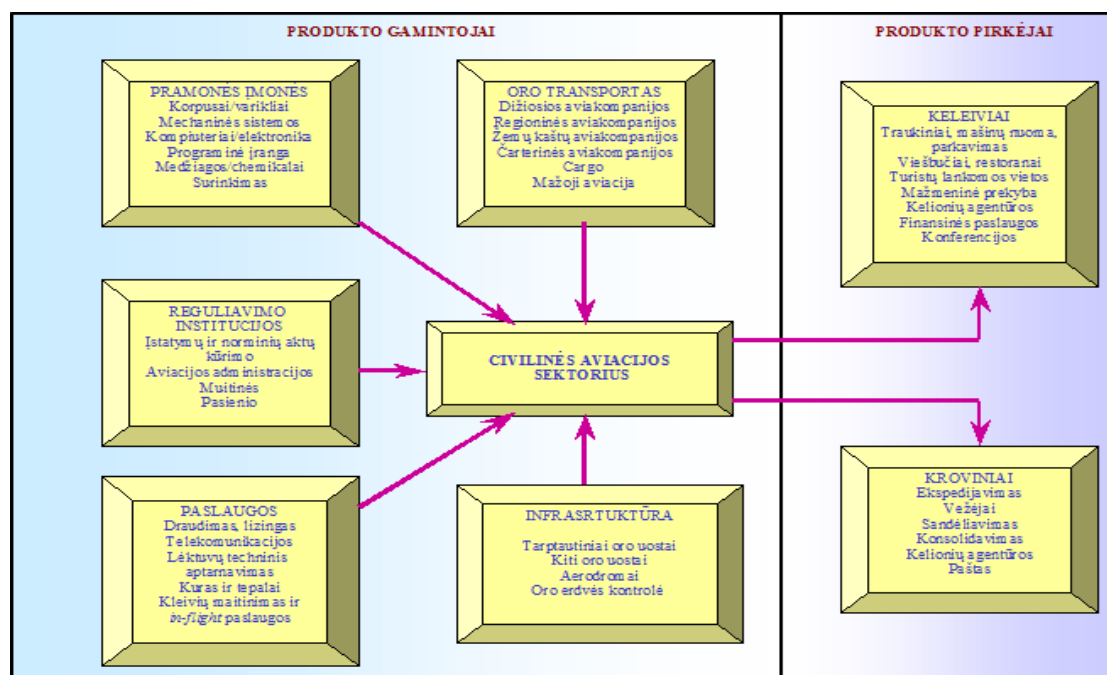 PRODUKTO GAMINTOJAI
PRAMONĖS ĮMONĖS
Korpusai/varikliai
Mechaninės sistemos
Kompiuteriai/elektronika
Programinė įranga
Medžiagos/chemikalai
Surinkimas
ORO TRANSPORTAS
Dižiosios aviakompanijos
Regioninės aviakompanijos
Žemų kaštų aviakompanijos
Čarterinės aviakompanijos
Cargo
Mažoji aviacija
REGULIAVIMO
INSTITUCIJOS
Įstatymų ir norminių aktų
kūrimo
Aviacijos administracijos
Muitinės
Pasienio
CIVILINĖS AVIACIJOS
SEKTORIUS
PASLAUGOS
Draudimas, lizingas
Telekomunikacijos
Lėktuvų techninis
aptarnavimas
Kuras ir tepalai
Kleivių maitinimas ir
in-flight paslaugos
INFRASRTUKTŪRA
Tarptautiniai oro uostai
Kiti oro uostai
Aerodromai
Oro erdvės kontrolė
PRODUKTO PIRKĖJAI
KELEIVIAI
Traukiniai, mašinų nuoma,
parkavimas
Viešbučiai, restoranai
Turistų lankomos vietos
Mažmeninė prekyba
Kelionių agentūros
Finansinės paslaugos
Konferencijos
KROVINIAI
Ekspedijavimas
Vežėjai
Sandėliavimas
Konsolidavimas
Kelionių agentūros
Paštas